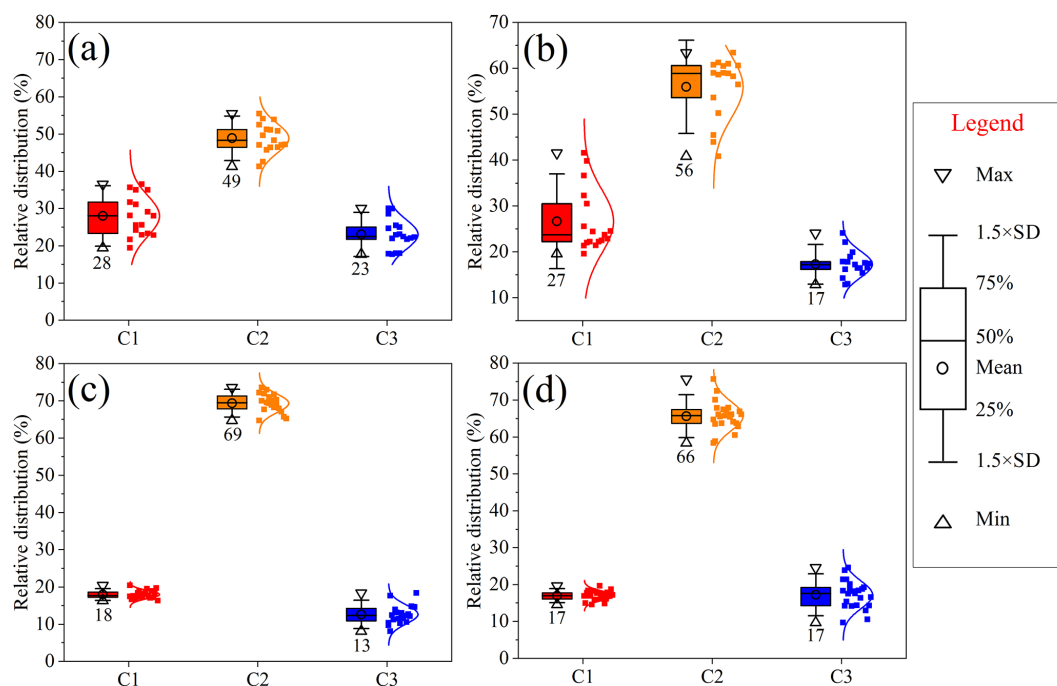 (a)
Relative distribution (%)
80
70
60
50
40
30
20
10
0
28
49
23
C1
C2
C3
(b)
Relative distribution (%)
70
60
50
40
30
20
10
27
56
17
C1
C2
C3
(c)
Relative distribution (%)
80
70
60
50
40
30
20
10
0
18
69
13
C1
C2
C3
(d)
Relative distribution (%)
80
70
60
50
40
30
20
10
0
17
66
17
C1
C2
C3
Legend
Max
1.5×SD
75%
50%
Mean
25%
1.5×SD
Min